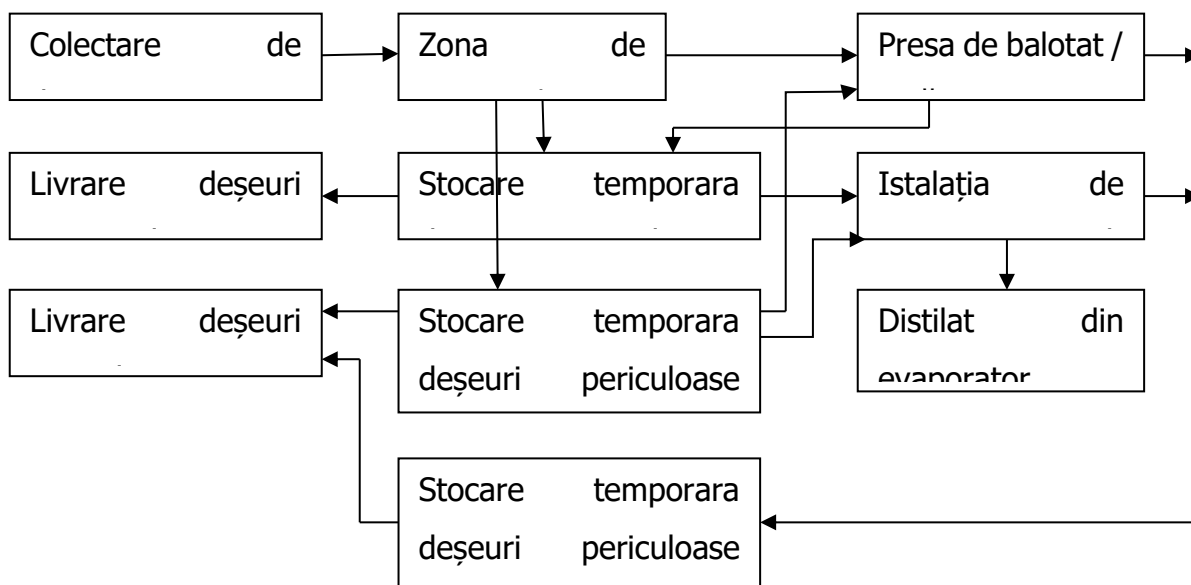 Colectare de
Zona de
Presa de balotat /
Livrare deșeuri
Stocare temporara
Istalația de
Livrare deșeuri
Stocare temporara
deșeuri periculoase
Distilat din
evaporator
Stocare temporara
deșeuri periculoase